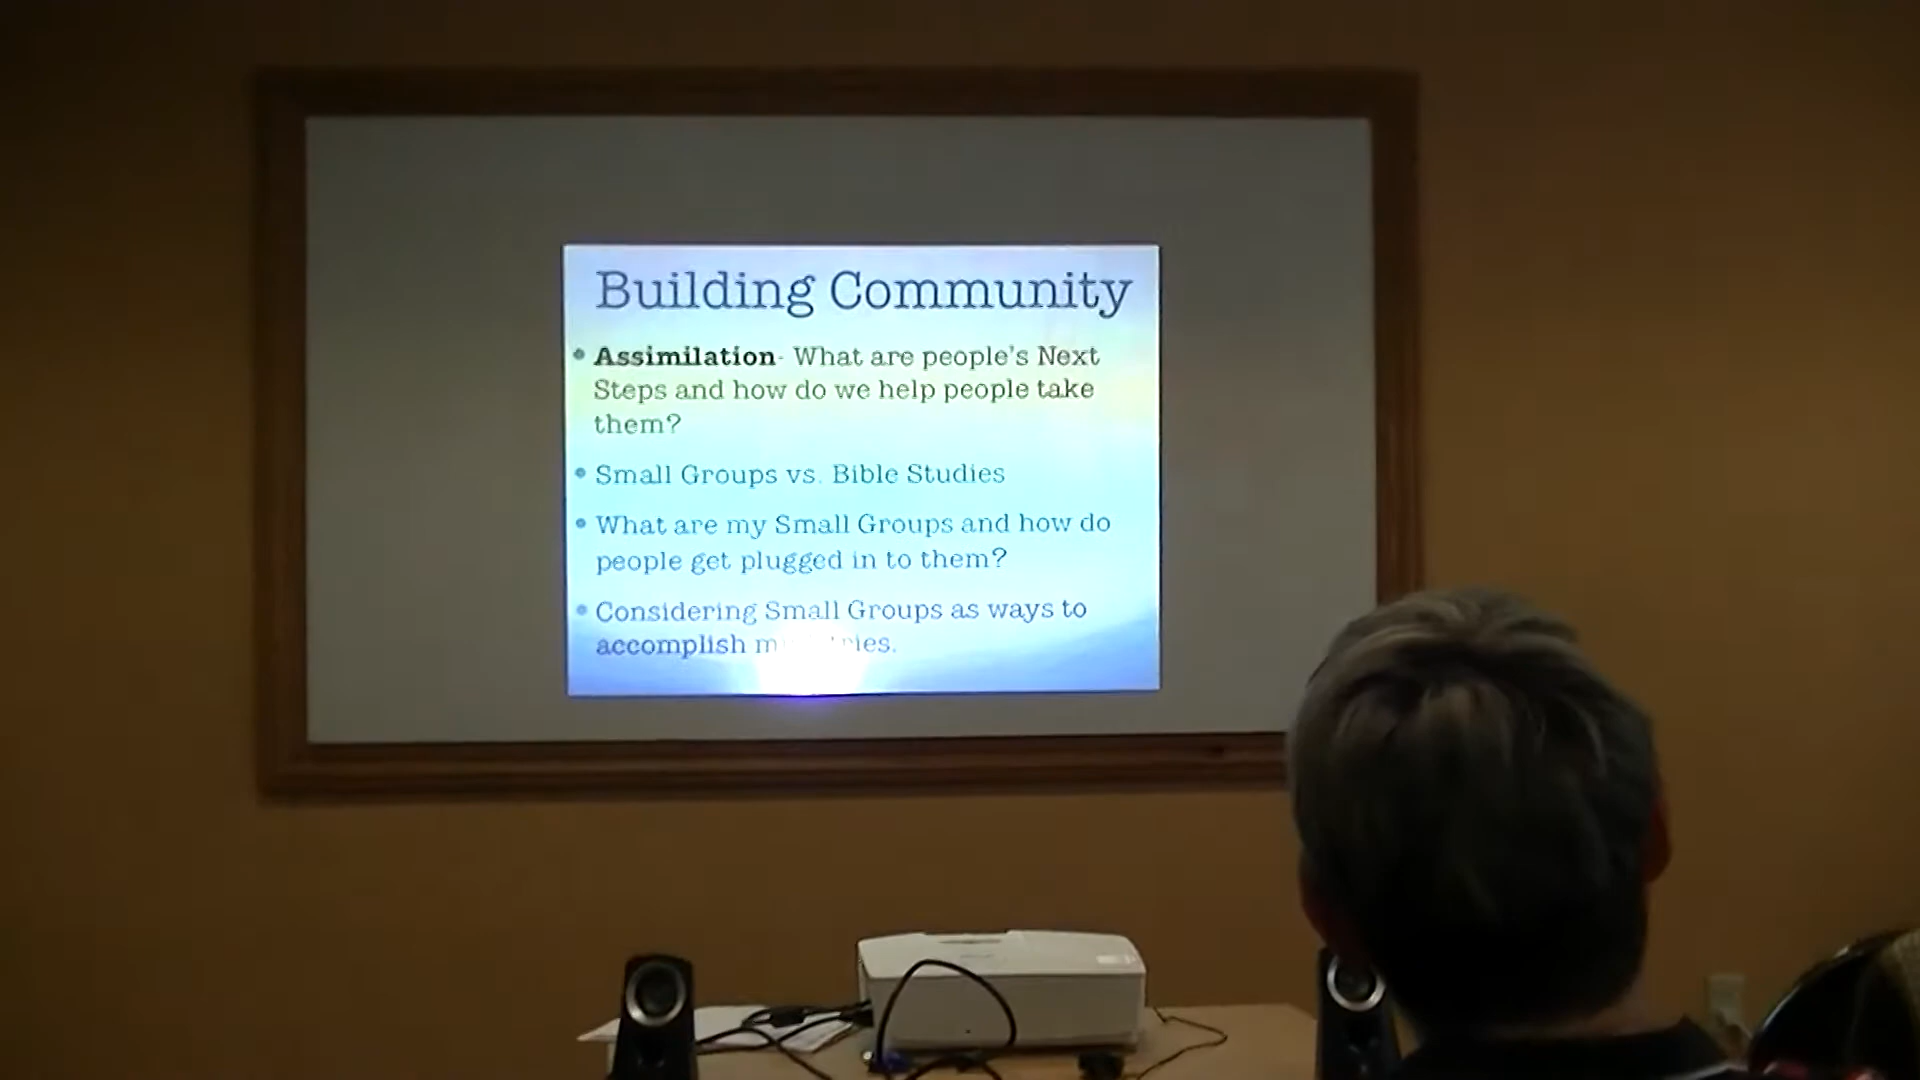 Building Community
• Assimilation- What are people's Next
Steps and how do we help people take
them?
• Small Groups vs. Bible Studies
• What are my Small Groups and how do
people get plugged in to them?
• Considering Small Groups as ways to
accomplish